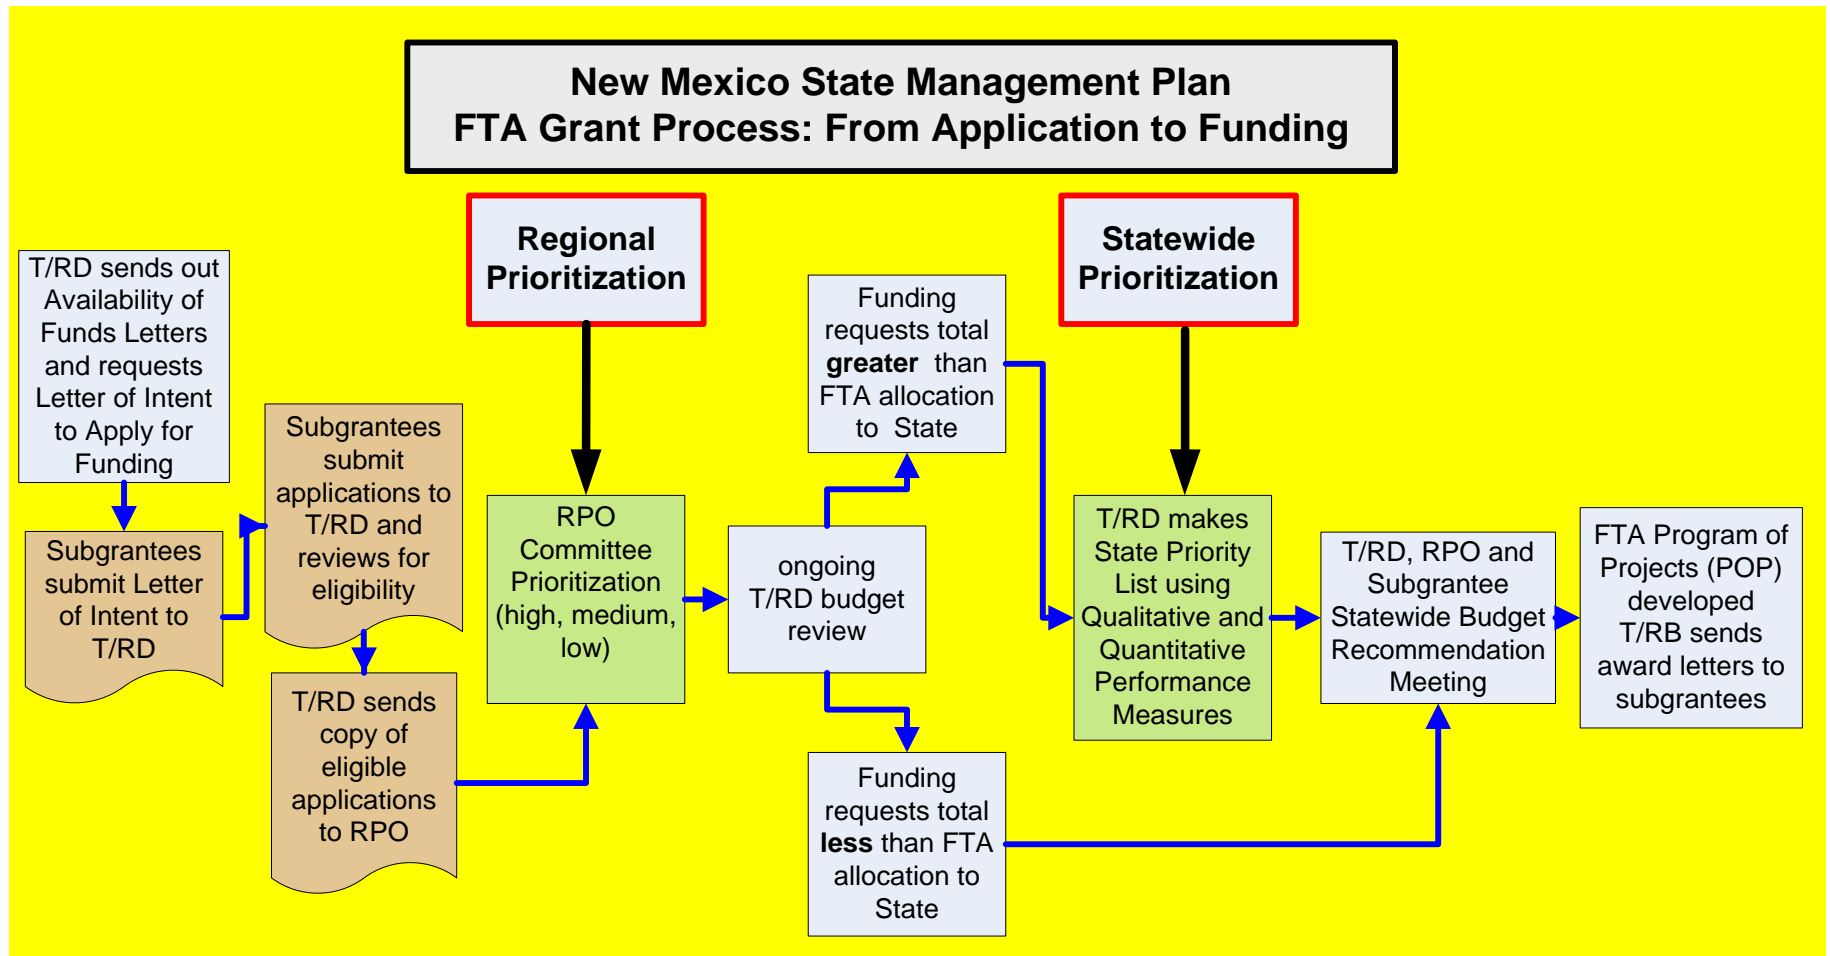 New Mexico State Management Plan
FTA Grant Process: From Application to Funding
Regional
Prioritization
Statewide
Prioritization
T/RD sends out
Availability of
Funds Letters
and requests
Letter of Intent
to Apply for
Funding
Subgrantees
submit Letter
of Intent to
T/RD
Subgrantees
submit
applications to
T/RD and
reviews for
eligibility
T/RD sends
copy of
eligible
applications
to RPO
RPO
Committee
Prioritization
(high, medium,
low)
ongoing
T/RD budget
review
Funding
requests total
greater than
FTA allocation
to State
Funding
requests total
less than FTA
allocation to
State
T/RD makes
State Priority
List using
Qualitative and
Quantitative
Performance
Measures
T/RD, RPO and
Subgrantee
Statewide Budget
Recommendation
Meeting
FTA Program of
Projects (POP)
developed
T/RB sends
award letters to
subgrantees